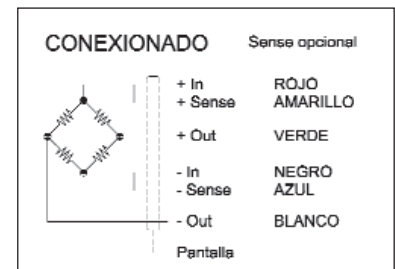 CONEXIONADO Sense opcional
+ In ROJO
+ Sense AMARILLO
+ Out VERDE
- In NEGRO
- Sense AZUL
- Out BLANCO
Pantalla